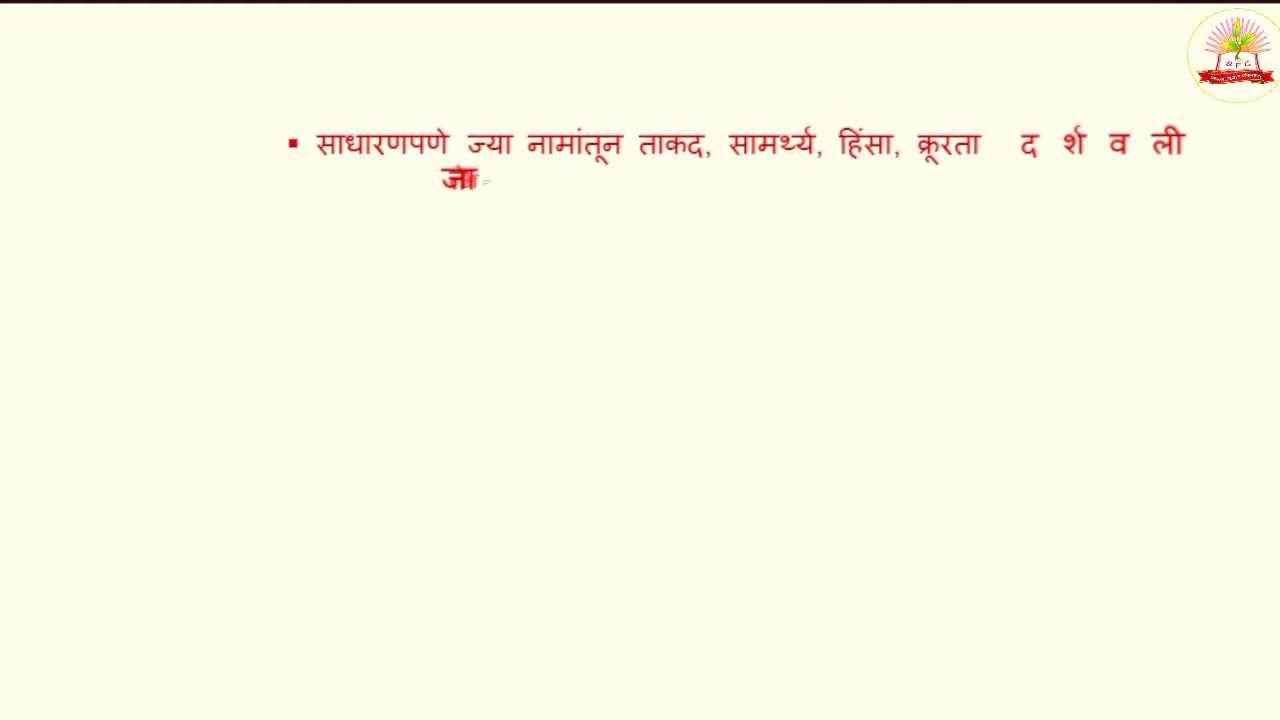 ▪ साधारणपणे ज्या नामांतून ताकद, सामर्थ्य, हिंसा, क्रूरता द र्श व ली